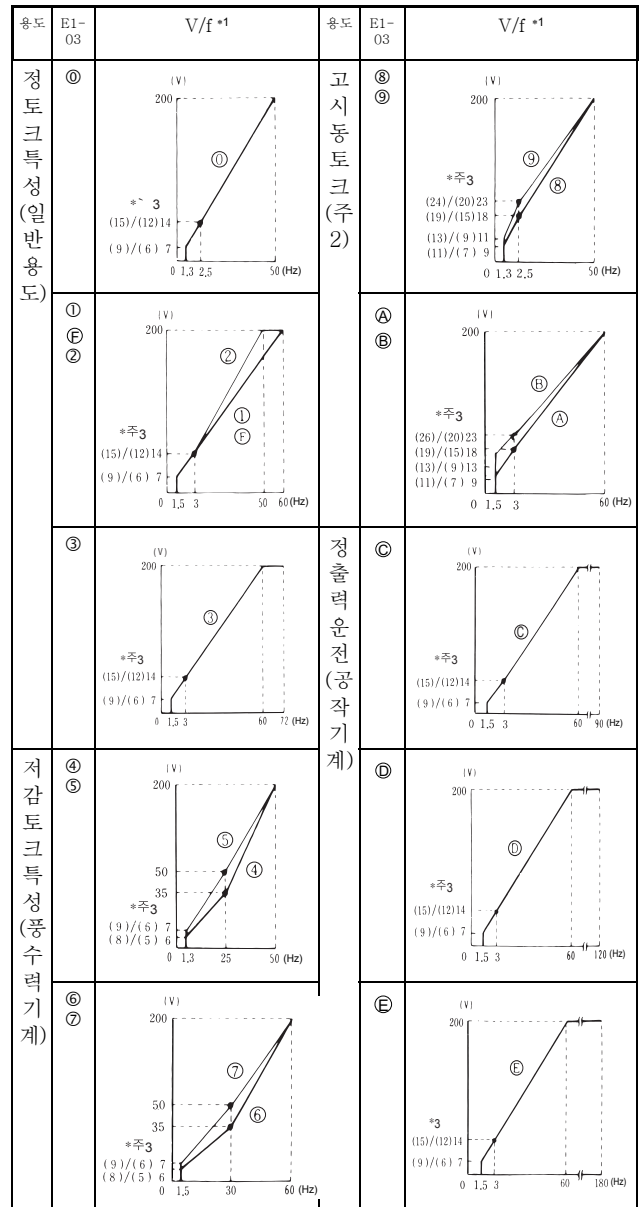 용도 E1-03 V/f *1 용도 E1-03 V/f *1
정토크특성(일반용도)
⓪
(V)
200
⓪
*` 3
(15)/(12)14
(9)/(6) 7
0 1.3 2.5 50 (Hz)
①
Ⓕ
②
(V)
200
②
①
Ⓕ
*주3
(15)/(12)14
(9)/(6) 7
0 1.5 3 50 60(Hz)
③
(V)
200
③
*주3
(15)/(12)14
(9)/(6) 7
0 1.5 3 60 72 (Hz)
저감토크특성(풍수력기계)
④
⑤
(V)
200
⑤
④
50
35
*주3
(9)/(6) 7
(8)/(5) 6
0 1.3 25 50 (Hz)
⑥
⑦
(V)
200
⑦
⑥
50
35
*주3
(9)/(6) 7
(8)/(5) 6
0 1.5 30 60 (Hz)
고시동토크(주2)
⑧
⑨
(V)
200
⑨
⑧
*주3
(24)/(20)23
(19)/(15)18
(13)/(9)11
(11)/(7) 9
0 1.3 2.5 50 (Hz)
Ⓐ
Ⓑ
(V)
200
Ⓑ
Ⓐ
*주3
(26)/(20)23
(19)/(15)18
(13)/(9)13
(11)/(7) 9
0 1.5 3 60 (Hz)
정출력운전(공작기계)
Ⓒ
(V)
200
Ⓒ
*주3
(15)/(12)14
(9)/(6) 7
0 1.5 3 60 90 (Hz)
Ⓓ
(V)
200
Ⓓ
*주3
(15)/(12)14
(9)/(6) 7
0 1.5 3 60 120 (Hz)
Ⓔ
(V)
200
Ⓔ
*3
(15)/(12)14
(9)/(6) 7
0 1.5 3 60 180 (Hz)